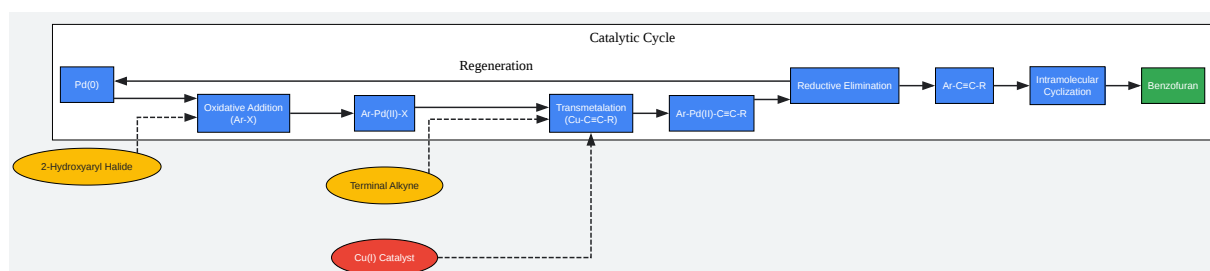 Catalytic Cycle
Regeneration
Pd(0)
Oxidative Addition
(Ar-X)
Ar-Pd(II)-X
Transmetalation
(Cu-C≡C-R)
Ar-Pd(II)-C≡C-R
Reductive Elimination
Ar-C≡C-R
Intramolecular
Cyclization
Benzofuran
2-Hydroxyaryl Halide
Terminal Alkyne
Cu(I) Catalyst